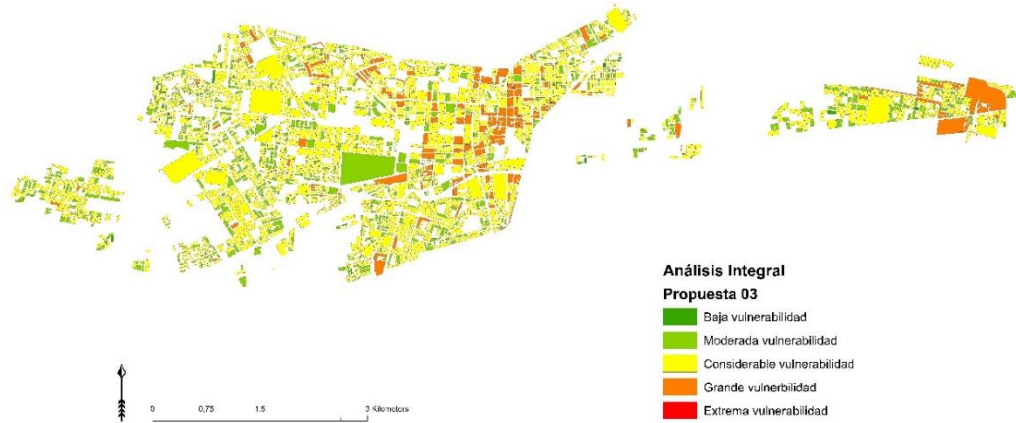 Análisis Integral
Propuesta 03
Baja vulnerabilidad
Moderada vulnerabilidad
Considerable vulnerabilidad
Grande vulnerbilidad
Extrema vulnerabilidad
0 0,75 1,5 3 Kilometers